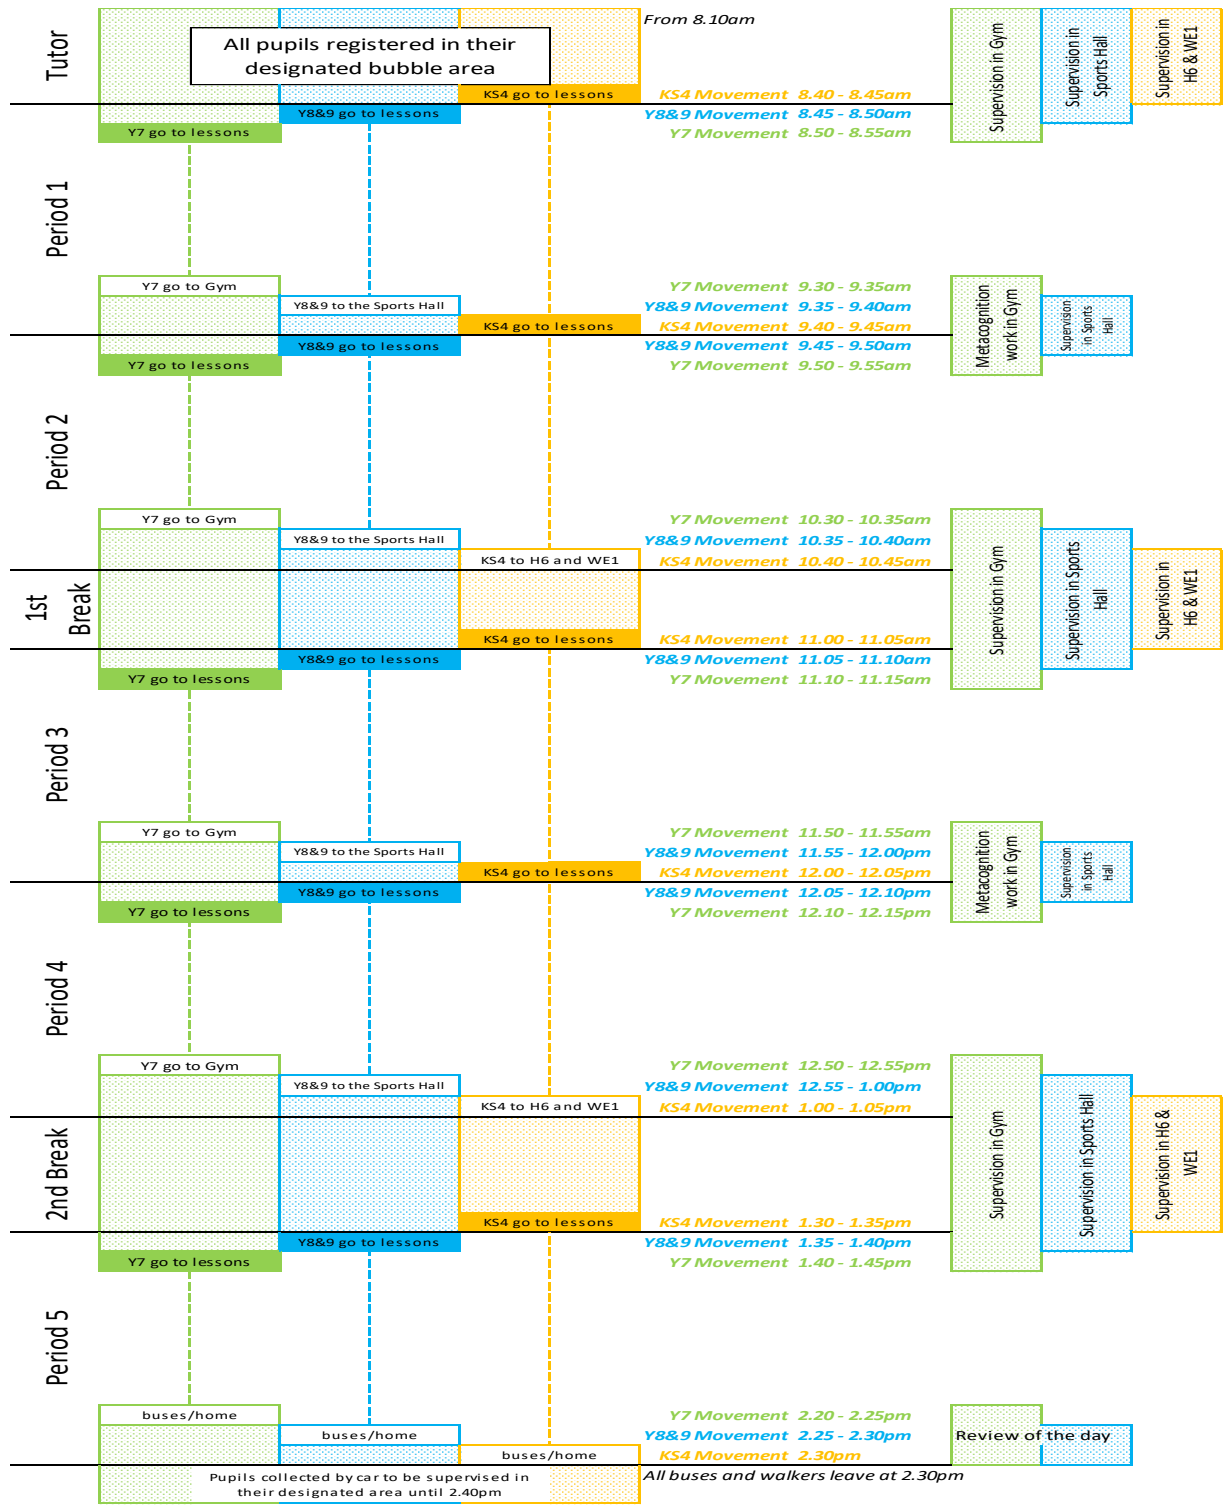 From 8.10am
Tutor
All pupils registered in their
designated bubble area
Supervision in Gym
Supervision in
Sports Hall
Supervision in
H6 & WE1
KS4 go to lessons
KS4 Movement 8.40 - 8.45am
Y8&9 go to lessons
Y8&9 Movement 8.45 - 8.50am
Y7 go to lessons
Y7 Movement 8.50 - 8.55am
Period 1
Y7 go to Gym
Y7 Movement 9.30 - 9.35am
Y8&9 to the Sports Hall
Y8&9 Movement 9.35 - 9.40am
KS4 go to lessons
KS4 Movement 9.40 - 9.45am
Y8&9 go to lessons
Y8&9 Movement 9.45 - 9.50am
Y7 go to lessons
Y7 Movement 9.50 - 9.55am
Metacognition
work in Gym
Supervision
in Sports
Hall
Period 2
Y7 go to Gym
Y7 Movement 10.30 - 10.35am
Y8&9 to the Sports Hall
Y8&9 Movement 10.35 - 10.40am
KS4 to H6 and WE1
KS4 Movement 10.40 - 10.45am
1st
Break
Supervision in Gym
Supervision in Sports
Hall
Supervision in
H6 & WE1
KS4 go to lessons
KS4 Movement 11.00 - 11.05am
Y8&9 go to lessons
Y8&9 Movement 11.05 - 11.10am
Y7 go to lessons
Y7 Movement 11.10 - 11.15am
Period 3
Y7 go to Gym
Y7 Movement 11.50 - 11.55am
Y8&9 to the Sports Hall
Y8&9 Movement 11.55 - 12.00pm
KS4 go to lessons
KS4 Movement 12.00 - 12.05pm
Y8&9 go to lessons
Y8&9 Movement 12.05 - 12.10pm
Y7 go to lessons
Y7 Movement 12.10 - 12.15pm
Metacognition
work in Gym
Supervision
in Sports
Hall
Period 4
Y7 go to Gym
Y7 Movement 12.50 - 12.55pm
Y8&9 to the Sports Hall
Y8&9 Movement 12.55 - 1.00pm
KS4 to H6 and WE1
KS4 Movement 1.00 - 1.05pm
2nd Break
Supervision in Gym
Supervision in Sports Hall
Supervision in H6 &
WE1
KS4 go to lessons
KS4 Movement 1.30 - 1.35pm
Y8&9 go to lessons
Y8&9 Movement 1.35 - 1.40pm
Y7 go to lessons
Y7 Movement 1.40 - 1.45pm
Period 5
buses/home
Y7 Movement 2.20 - 2.25pm
buses/home
Y8&9 Movement 2.25 - 2.30pm
Review of the day
buses/home
KS4 Movement 2.30pm
Pupils collected by car to be supervised in
their designated area until 2.40pm
All buses and walkers leave at 2.30pm